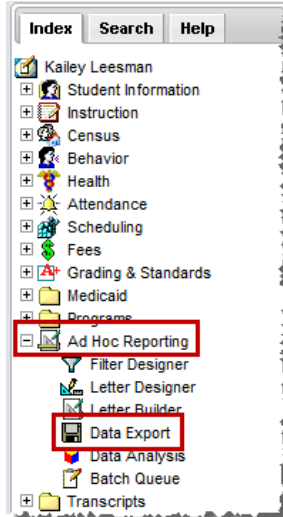 Index Search Help
Kailey Leesman
Student Information
Instruction
Census
Behavior
Health
Attendance
Scheduling
Fees
Grading & Standards
Medicaid
Programs
Ad Hoc Reporting
Filter Designer
Letter Designer
Letter Builder
Data Export
Data Analysis
Batch Queue
Transcripts